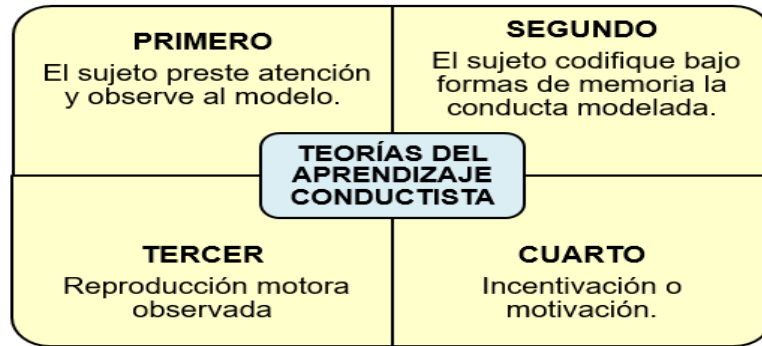 PRIMERO
El sujeto preste atención
y observe al modelo.
SEGUNDO
El sujeto codifique bajo
formas de memoria la
conducta modelada.
TEORÍAS DEL
APRENDIZAJE
CONDUCTISTA
TERCER
Reproducción motora
observada
CUARTO
Incentivación o
motivación.